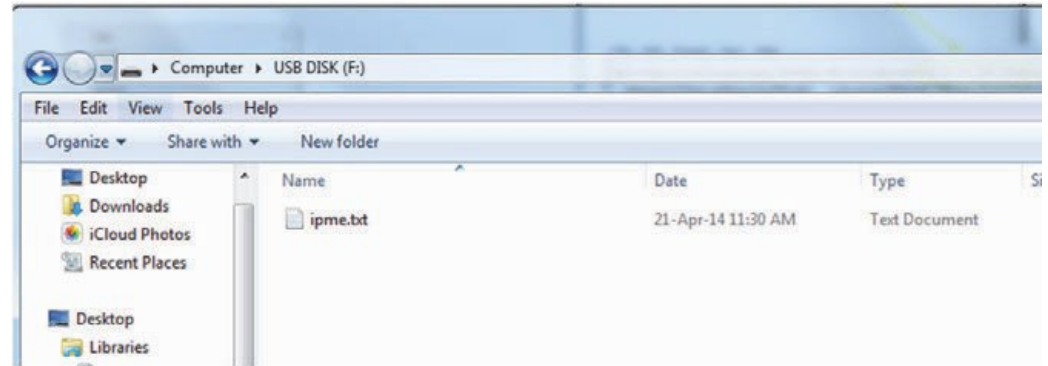 Computer USB DISK (F:)
File Edit View Tools Help
Organize Share with New folder
Desktop
Downloads
iCloud Photos
Recent Places
Desktop
Libraries
Name Date Type Si
ipme.txt 21-Apr-14 11:30 AM Text Document